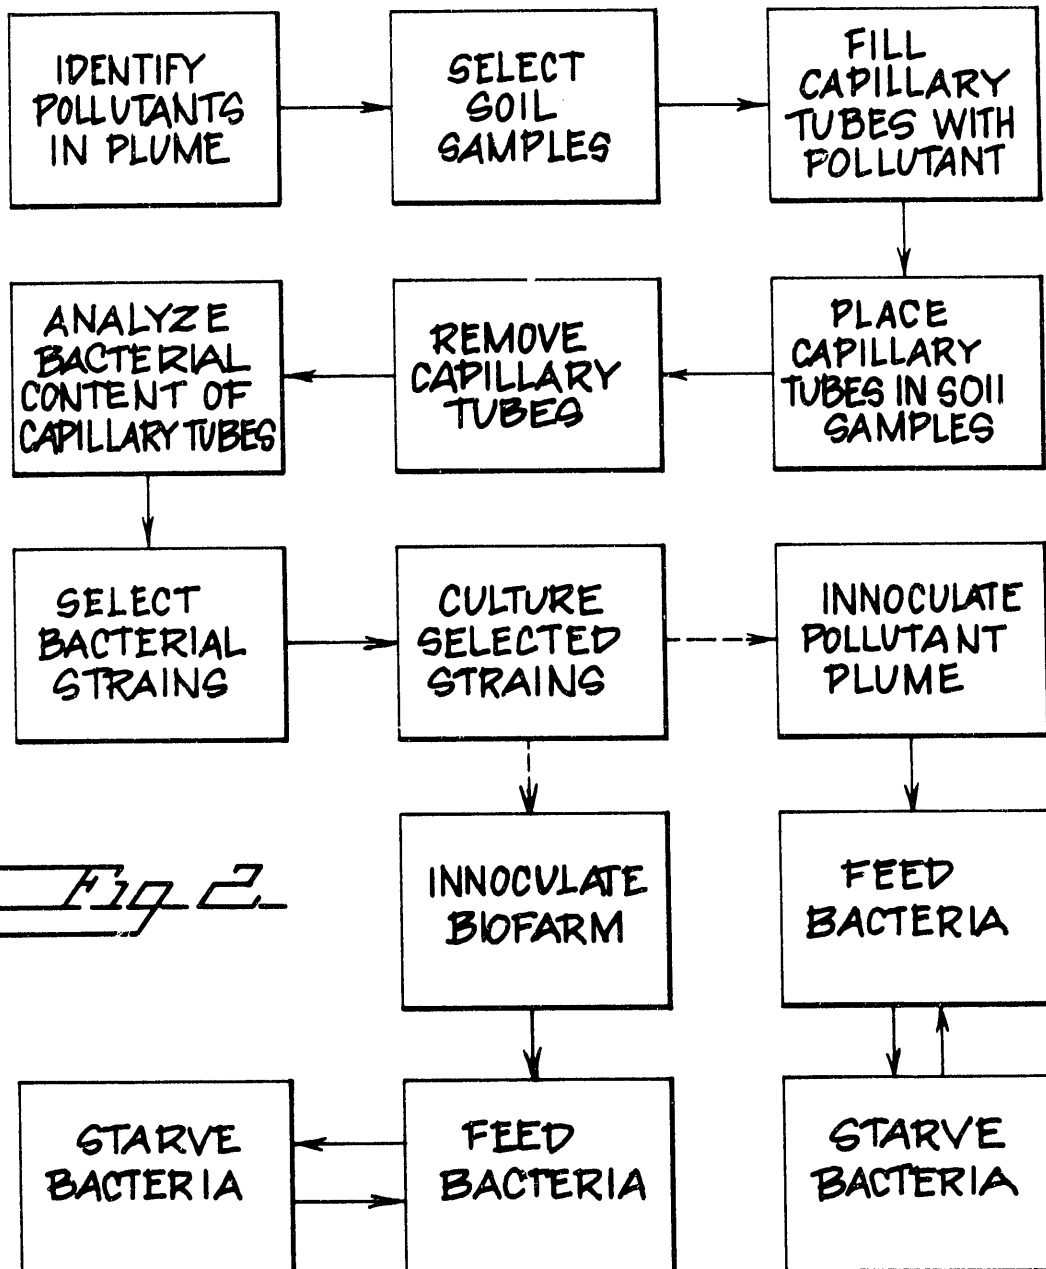 IDENTIFY
POLLUTANTS
IN PLUME
SELECT
SOIL
SAMPLES
FILL
CAPILLARY
TUBES WITH
POLLUTANT
PLACE
CAPILLARY
TUBES IN SOIL
SAMPLES
REMOVE
CAPILLARY
TUBES
ANALYZE
BACTERIAL
CONTENT OF
CAPILLARY TUBES
SELECT
BACTERIAL
STRAINS
CULTURE
SELECTED
STRAINS
INNOCULATE
POLLUTANT
PLUME
INNOCULATE
BIOFARM
FEED
BACTERIA
Fig 2
STARVE
BACTERIA
FEED
BACTERIA
STARVE
BACTERIA